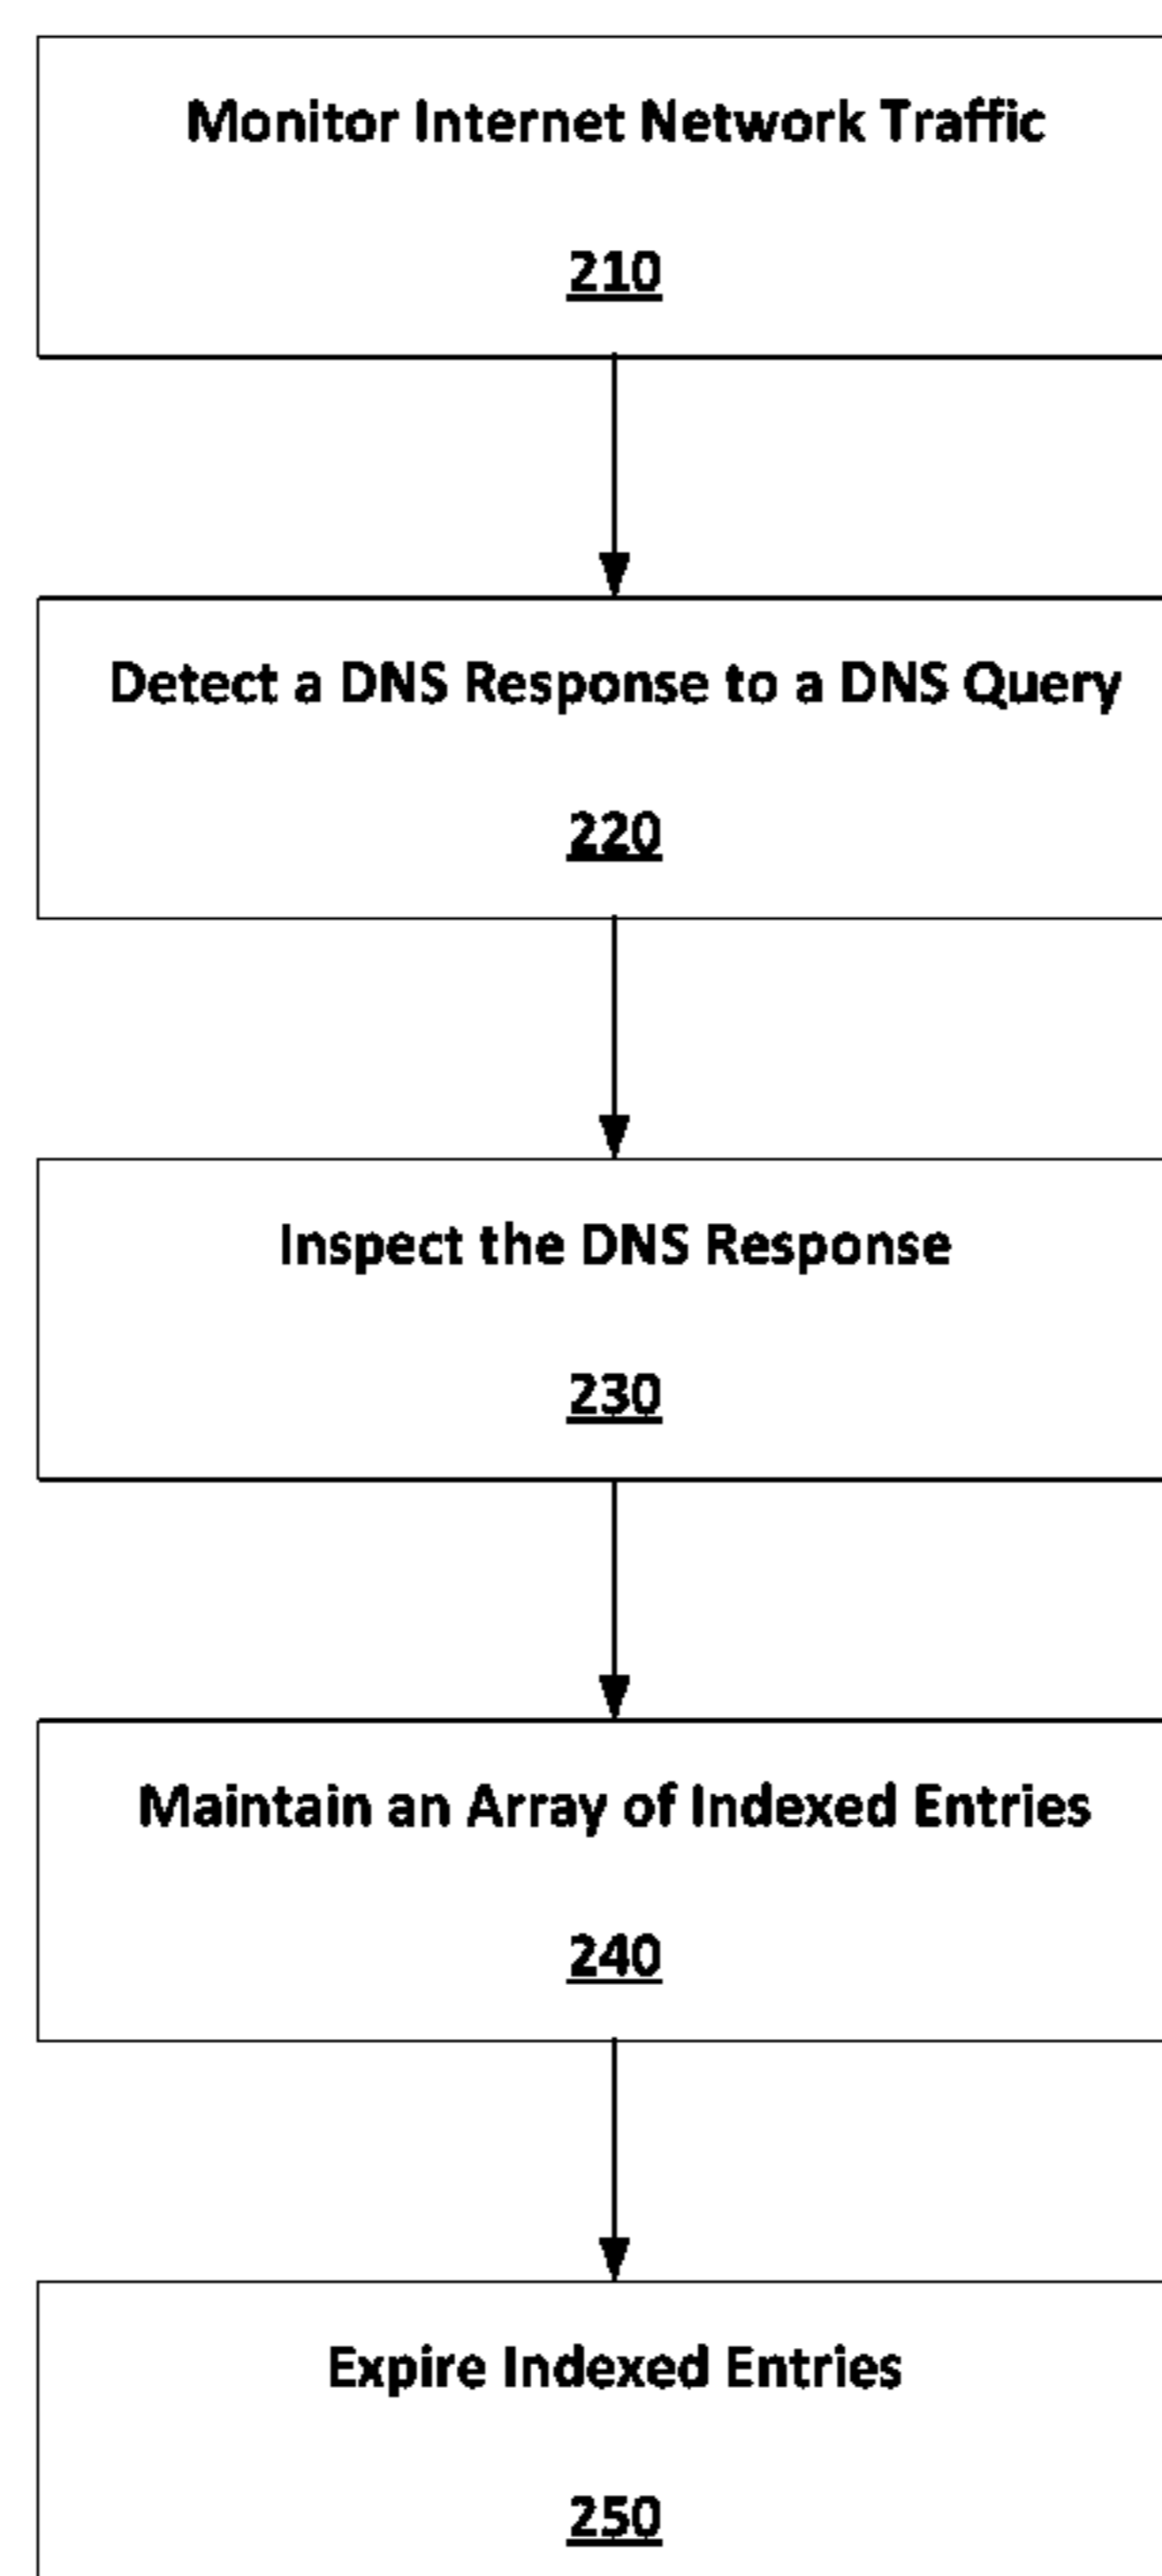 Monitor Internet Network Traffic
210
Detect a DNS Response to a DNS Query
220
Inspect the DNS Response
230
Maintain an Array of Indexed Entries
240
Expire Indexed Entries
250